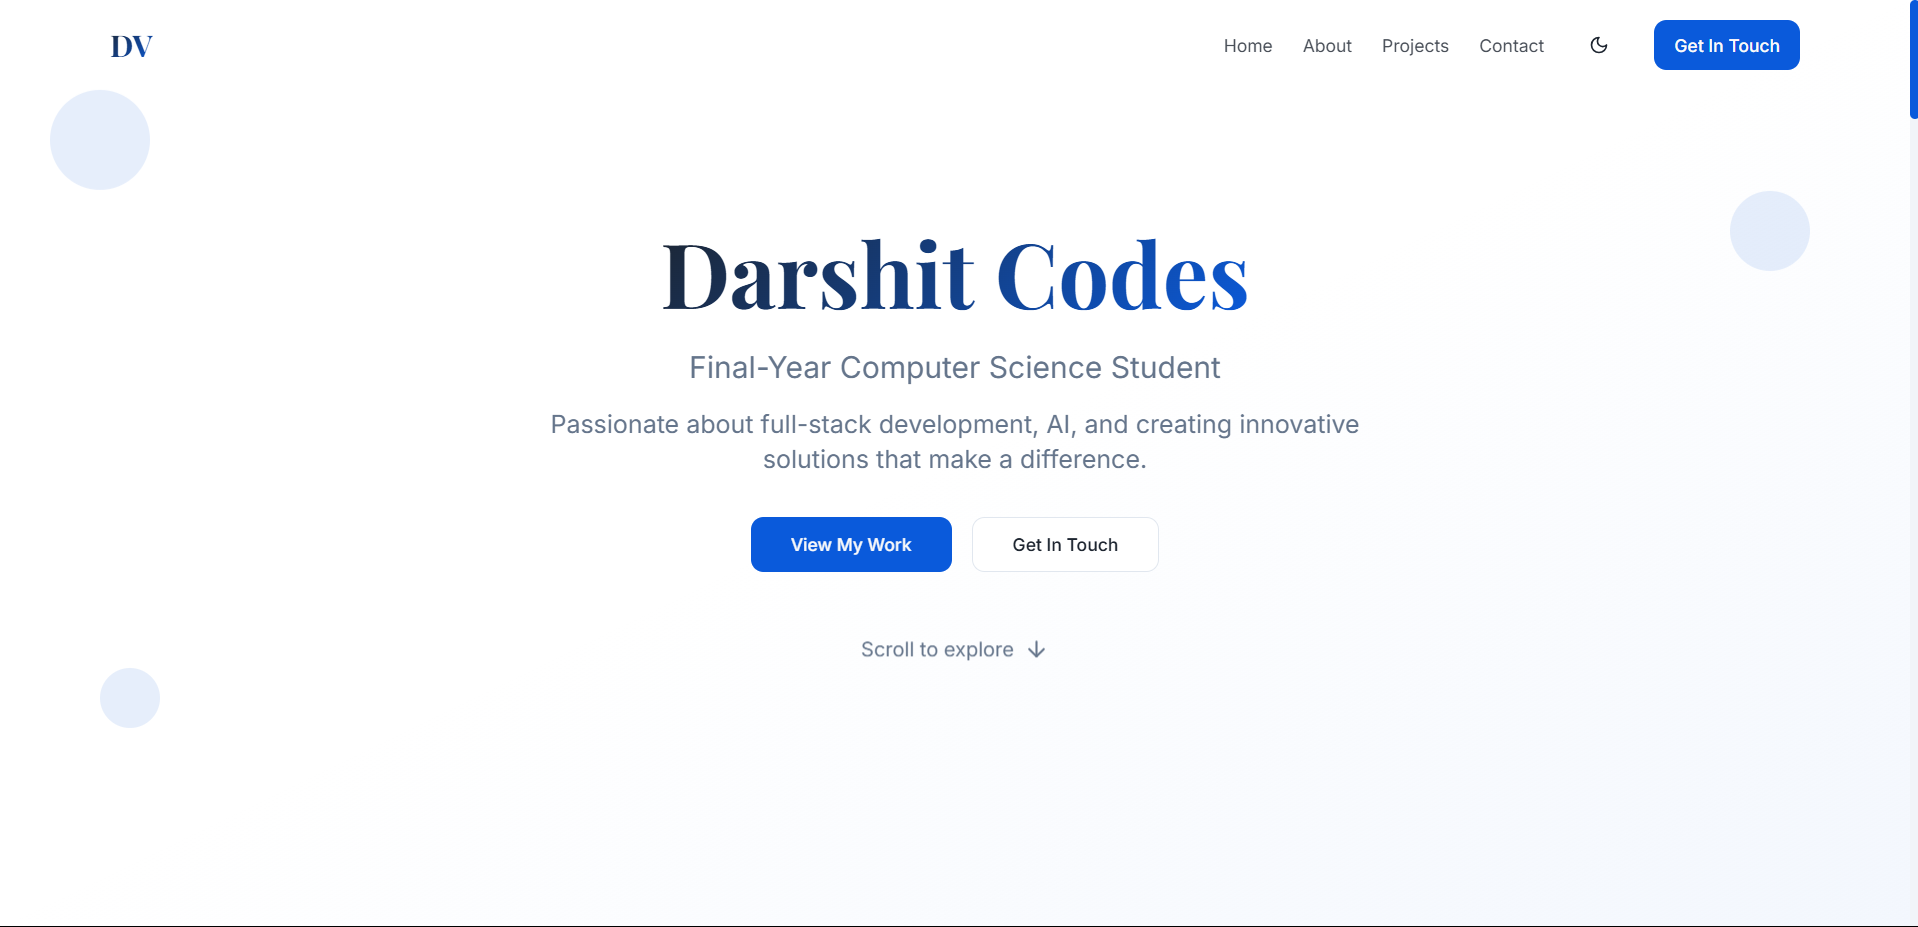 DV
Home
About
Projects
Contact
Get In Touch
Darshit Codes
Final-Year Computer Science Student
Passionate about full-stack development, AI, and creating innovative
solutions that make a difference.
View My Work
Get In Touch
Scroll to explore